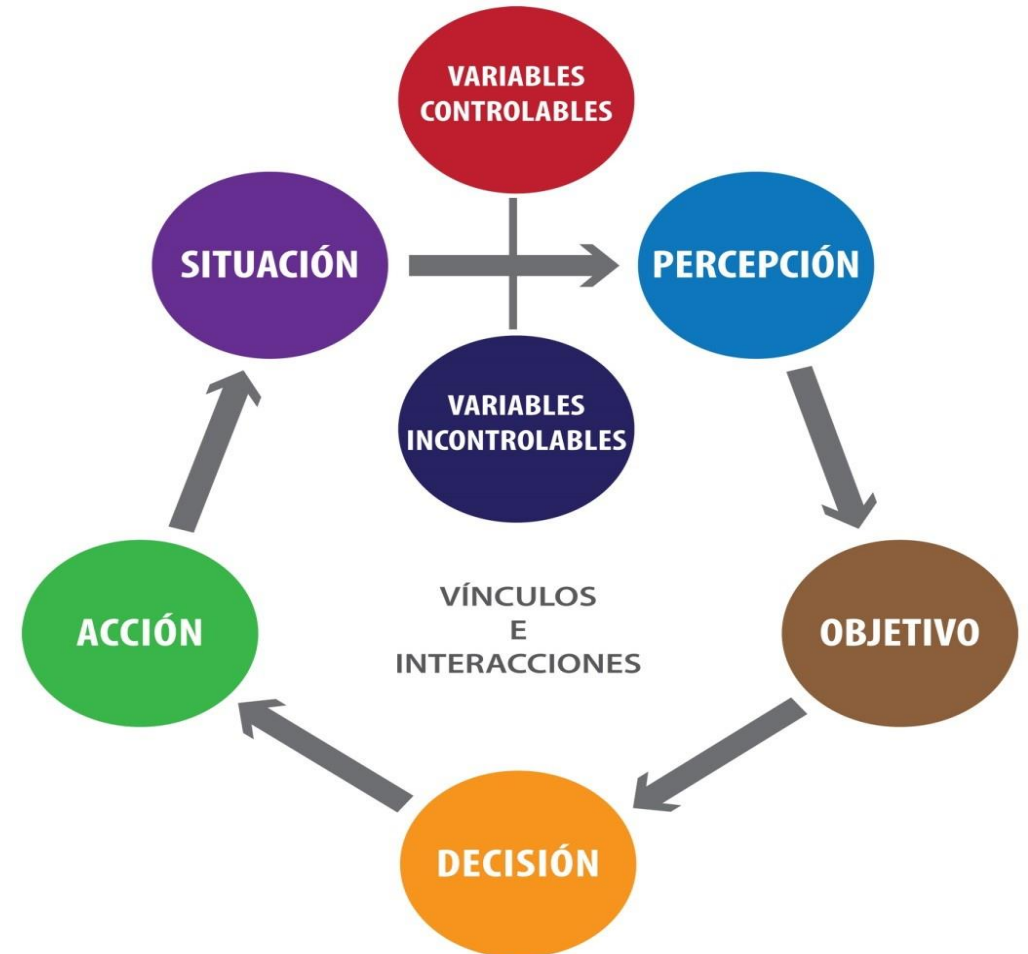 VARIABLES
CONTROLABLES
SITUACIÓN
PERCEPCIÓN
VARIABLES
INCONTROLABLES
VÍNCULOS
E
INTERACCIONES
ACCIÓN
OBJETIVO
DECISIÓN